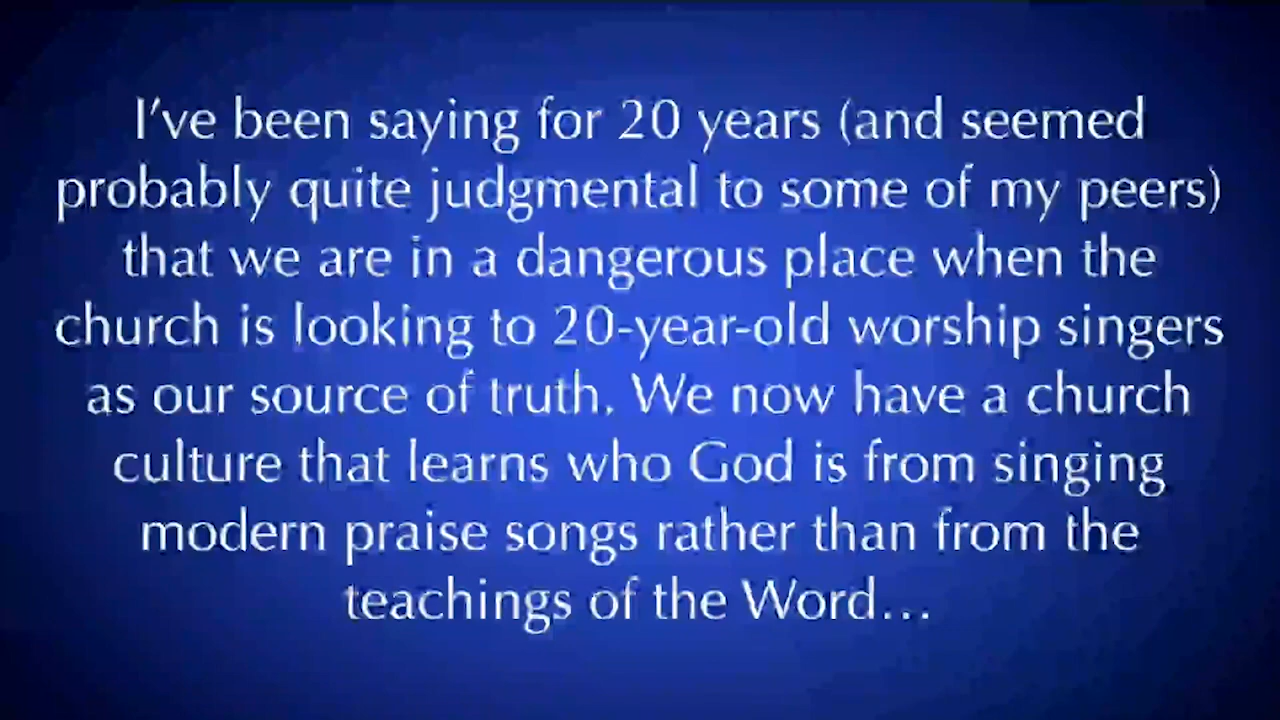 I've been saying for 20 years (and seemed
probably quite judgmental to some of my peers)
that we are in a dangerous place when the
church is looking to 20-year-old worship singers
as our source of truth. We now have a church
culture that learns who God is from singing
modern praise songs rather than from the
teachings of the Word...